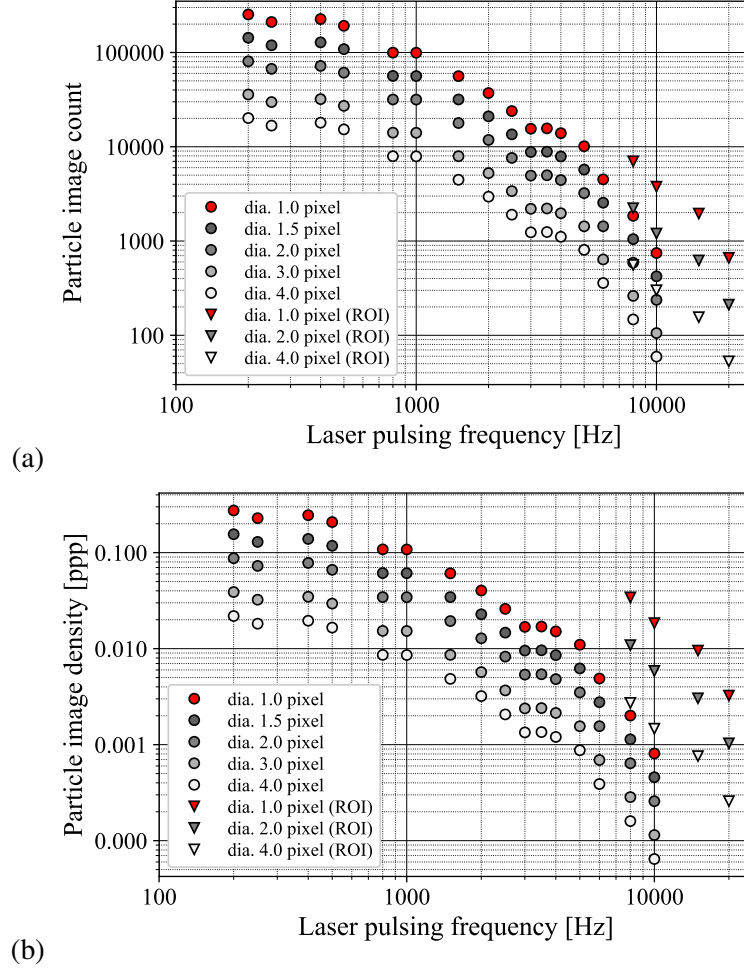 100000
10000
1000
100
Particle image count
dia. 1.0 pixel
dia. 1.5 pixel
dia. 2.0 pixel
dia. 3.0 pixel
dia. 4.0 pixel
dia. 1.0 pixel (ROI)
dia. 2.0 pixel (ROI)
dia. 4.0 pixel (ROI)
100 1000 10000
Laser pulsing frequency [Hz]
(a)
0.100
0.010
0.001
0.000
Particle image density [ppp]
dia. 1.0 pixel
dia. 1.5 pixel
dia. 2.0 pixel
dia. 3.0 pixel
dia. 4.0 pixel
dia. 1.0 pixel (ROI)
dia. 2.0 pixel (ROI)
dia. 4.0 pixel (ROI)
100 1000 10000
Laser pulsing frequency [Hz]
(b)